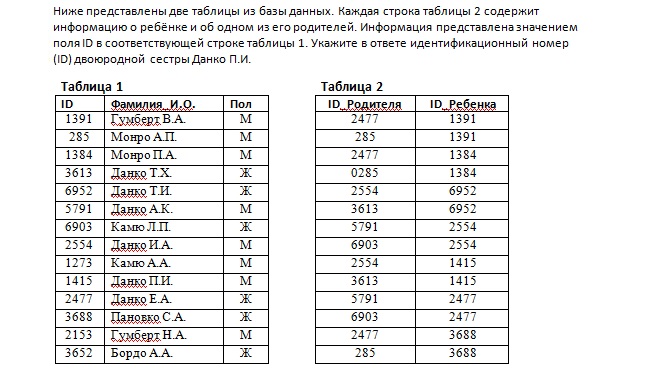 Ниже представлены две таблицы из базы данных. Каждая строка таблицы 2 содержит
информацию о ребёнке и об одном из его родителей. Информация представлена значением
поля ID в соответствующей строке таблицы 1. Укажите в ответе идентификационный номер
(ID) двоюродной сестры Данко П.И.
Таблица 1
ID Фамилия_И.О. Пол
1391 Гумберт В.А. М
285 Монро А.П. М
1384 Монро П.А. М
3613 Данко Т.Х. Ж
6952 Данко Т.И. Ж
5791 Данко А.К. М
6903 Камю Л.П. Ж
2554 Данко И.А. М
1273 Камю А.А. М
1415 Данко П.И. М
2477 Данко Е.А. Ж
3688 Пановко С.А. Ж
2153 Гумберт Н.А. М
3652 Бордо А.А. Ж
Таблица 2
ID_Родителя ID_Ребенка
2477 1391
285 1391
2477 1384
0285 1384
2554 6952
3613 6952
5791 2554
6903 2554
2554 1415
3613 1415
5791 2477
6903 2477
2477 3688
285 3688